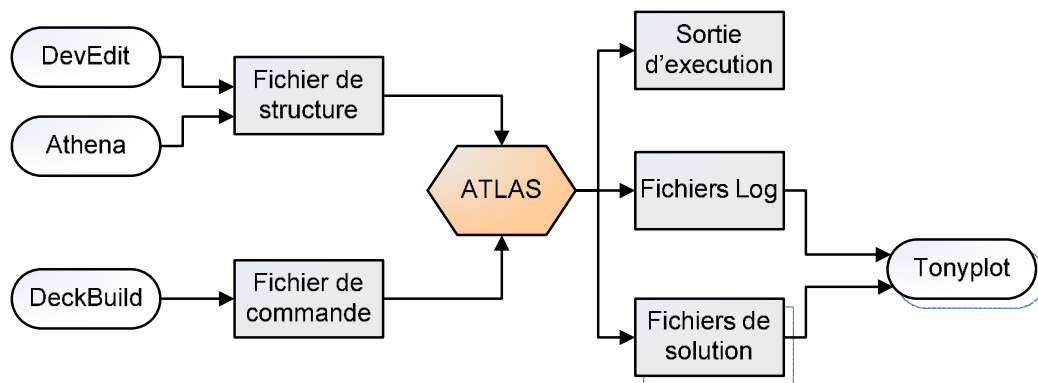 DevEdit
Athena
DeckBuild
Fichier de
structure
Fichier de
commande
ATLAS
Sortie
d'execution
Fichiers Log
Fichiers de
solution
Tonyplot